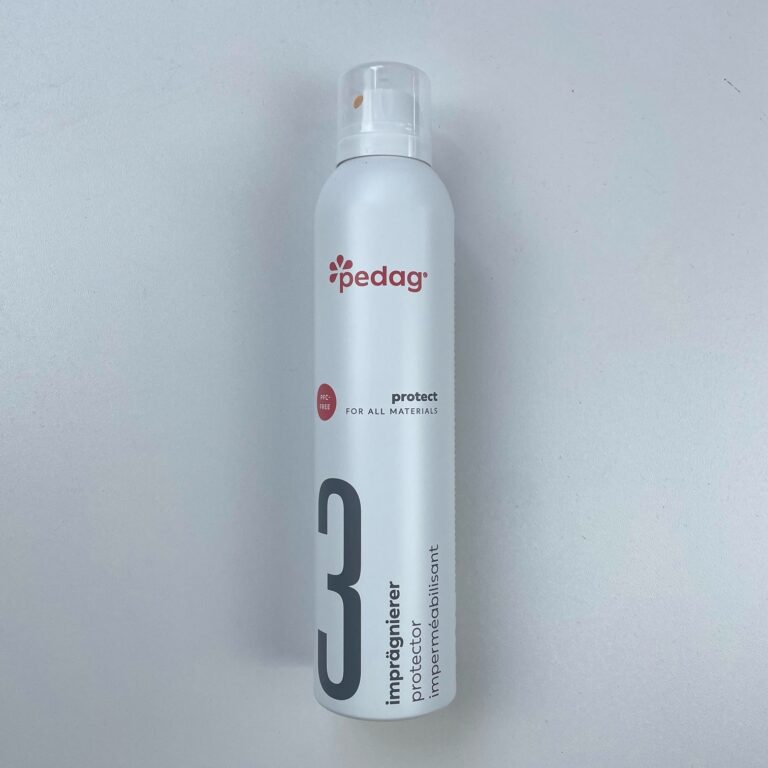 pedag®
PFC-
FREE
protect
FOR ALL MATERIALS
3
imprägnierer
protector
imperméabilisant